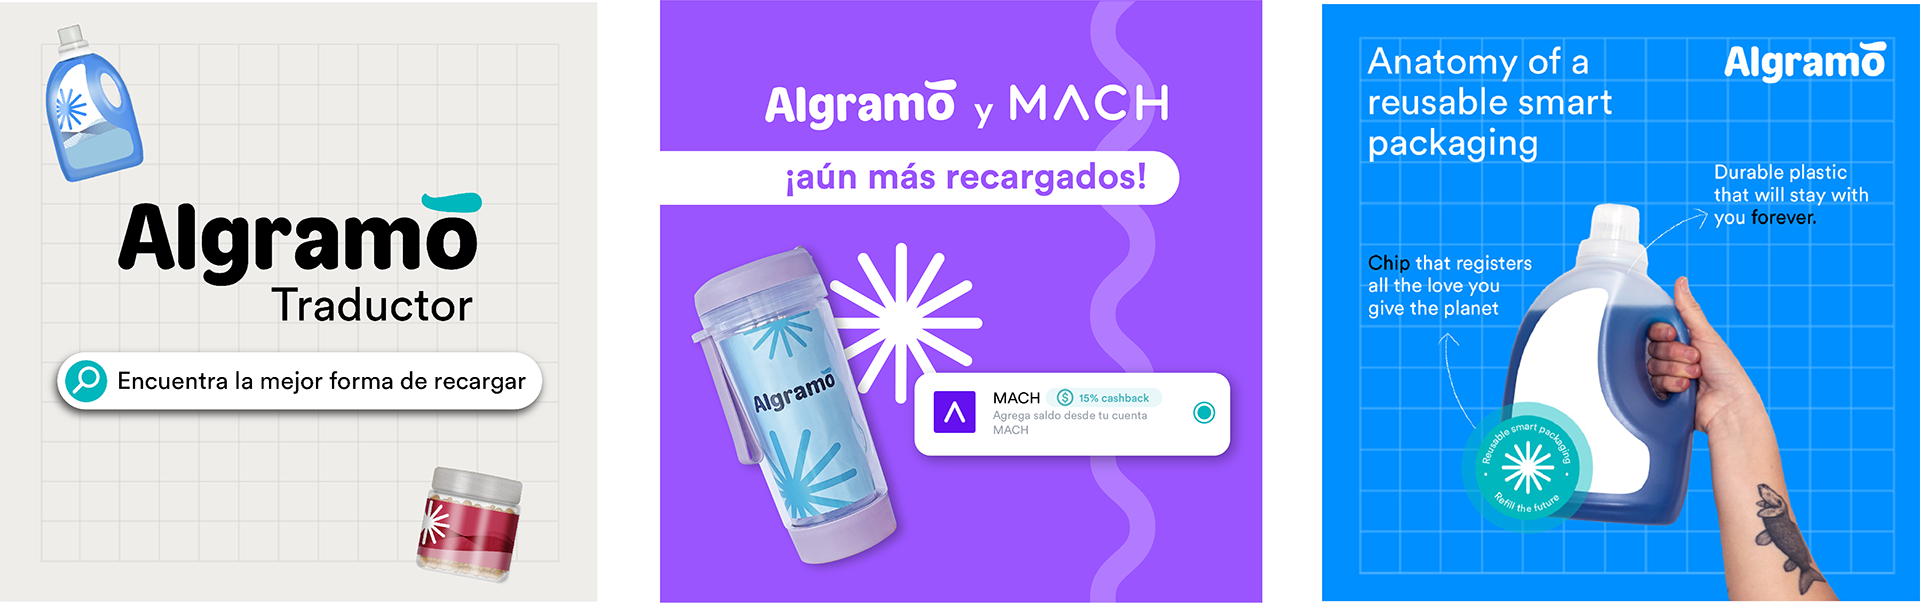 Algramo
Traductor
Encuentra la mejor forma de recargar
Algramo y MACH
¡aún más recargados!
Algramo
MACH 15% cashback
Agrega saldo desde tu cuenta
MACH
Anatomy of a
reusable smart
packaging
Algramo
Durable plastic
that will stay with
you forever.
Chip that registers
all the love you
give the planet
Reusable smart packaging
Refill the future